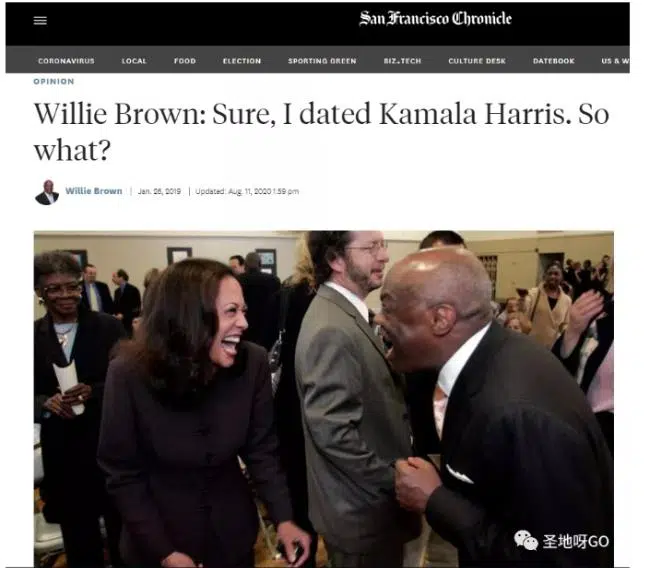 San Francisco Chronicle
CORONAVIRUS LOCAL FOOD ELECTION SPORTING GREEN BIZ+TECH CULTURE DESK DATEBOOK US & W
OPINION
Willie Brown: Sure, I dated Kamala Harris. So
what?
Willie Brown | Jan. 26, 2019 | Updated: Aug. 11, 2020 1:59 pm
圣地呀GO